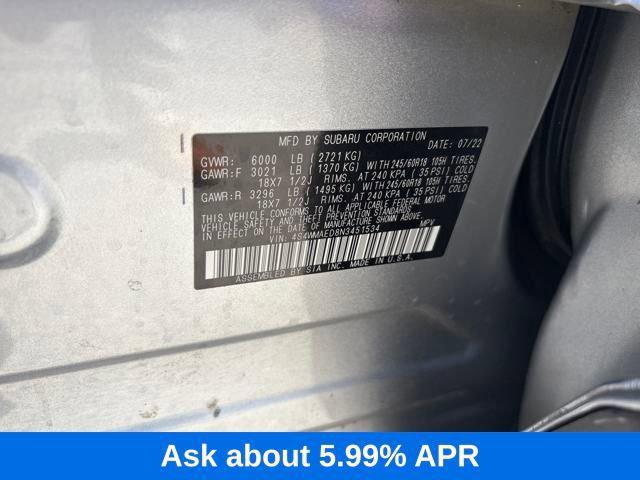 MFD BY SUBARU CORPORATION DATE: 07/22
GVWR: 6000 LB ( 2721 KG)
GAWR:F 3021 LB ( 1370 KG) WITH 245/60R18 105H TIRES.
18X7 1/2J RIMS. AT 240 KPA ( 35 PSI) COLD
GAWR:R 3296 LB ( 1495 KG) WITH 245/60R18 105H TIRES.
18X7 1/2J RIMS. AT 240 KPA ( 35 PSI) COLD
THIS VEHICLE CONFORMS TO ALL APPLICABLE FEDERAL MOTOR
VEHICLE SAFETY AND THEFT PREVENTION STANDARDS
IN EFFECT ON THE DATE OF MANUFACTURE SHOWN ABOVE.
VIN: 4S4WMAED8N3451534 MPV
ASSEMBLED BY SIA INC. MADE IN U.S.A.
Ask about 5.99% APR